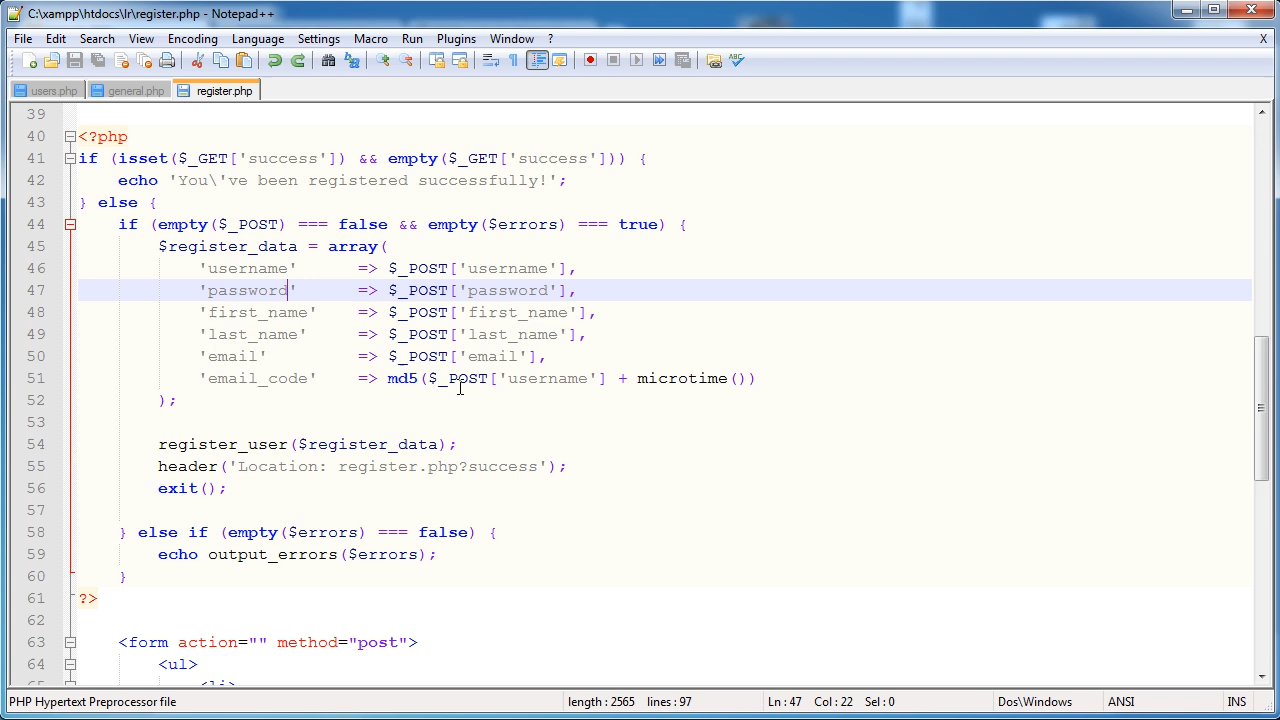 C:\xampp\htdocs\lr\register.php - Notepad++
File Edit Search View Encoding Language Settings Macro Run Plugins Window ? X
users.php general.php register.php
39
40 <?php
41 if (isset($_GET['success']) && empty($_GET['success'])) {
42 echo 'You\'ve been registered successfully!';
43 } else {
44 if (empty($_POST) === false && empty($errors) === true) {
45 $register_data = array(
46 'username' => $_POST['username'],
47 'password' => $_POST['password'],
48 'first_name' => $_POST['first_name'],
49 'last_name' => $_POST['last_name'],
50 'email' => $_POST['email'],
51 'email_code' => md5($_POST['username'] + microtime())
52 );
53
54 register_user($register_data);
55 header('Location: register.php?success');
56 exit();
57
58 } else if (empty($errors) === false) {
59 echo output_errors($errors);
60 }
61 ?>
62
63 <form action="" method="post">
64 <ul>
65 <li>
PHP Hypertext Preprocessor file length : 2565 lines : 97 Ln : 47 Col : 22 Sel : 0 Dos\Windows ANSI INS